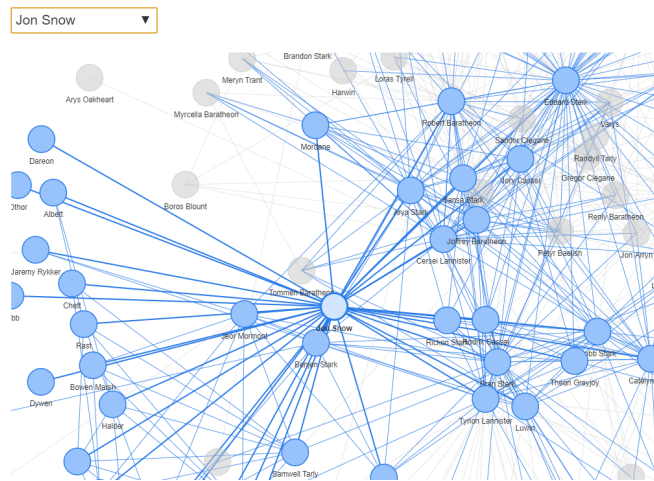 Jon Snow
Brandon Stark
Meryn Trant
Loras Tyrell
Harwin
Arys Oakheart
Myrcella Baratheon
Eddard Stark
Robert Baratheon
Varys
Mordane
Sandor Clegane
Dareon
Randyll Tarly
Jory Cassel
Gregor Clegane
Sansa Stark
Othor
Albett
Boros Blount
Arya Stark
Renly Baratheon
Joffrey Baratheon
Petyr Baelish
Jon Arryn
Cersei Lannister
Jaremy Rykker
Tommen Baratheon
Chett
bb
Jon Snow
Jeor Mormont
Rast
Rickon Stark
Rodrik Cassel
Robb Stark
Benjen Stark
Bran Stark
Theon Greyjoy
Catelyn
Bowen Marsh
Dywen
Tyrion Lannister
Halder
Luwin
Samwell Tarly